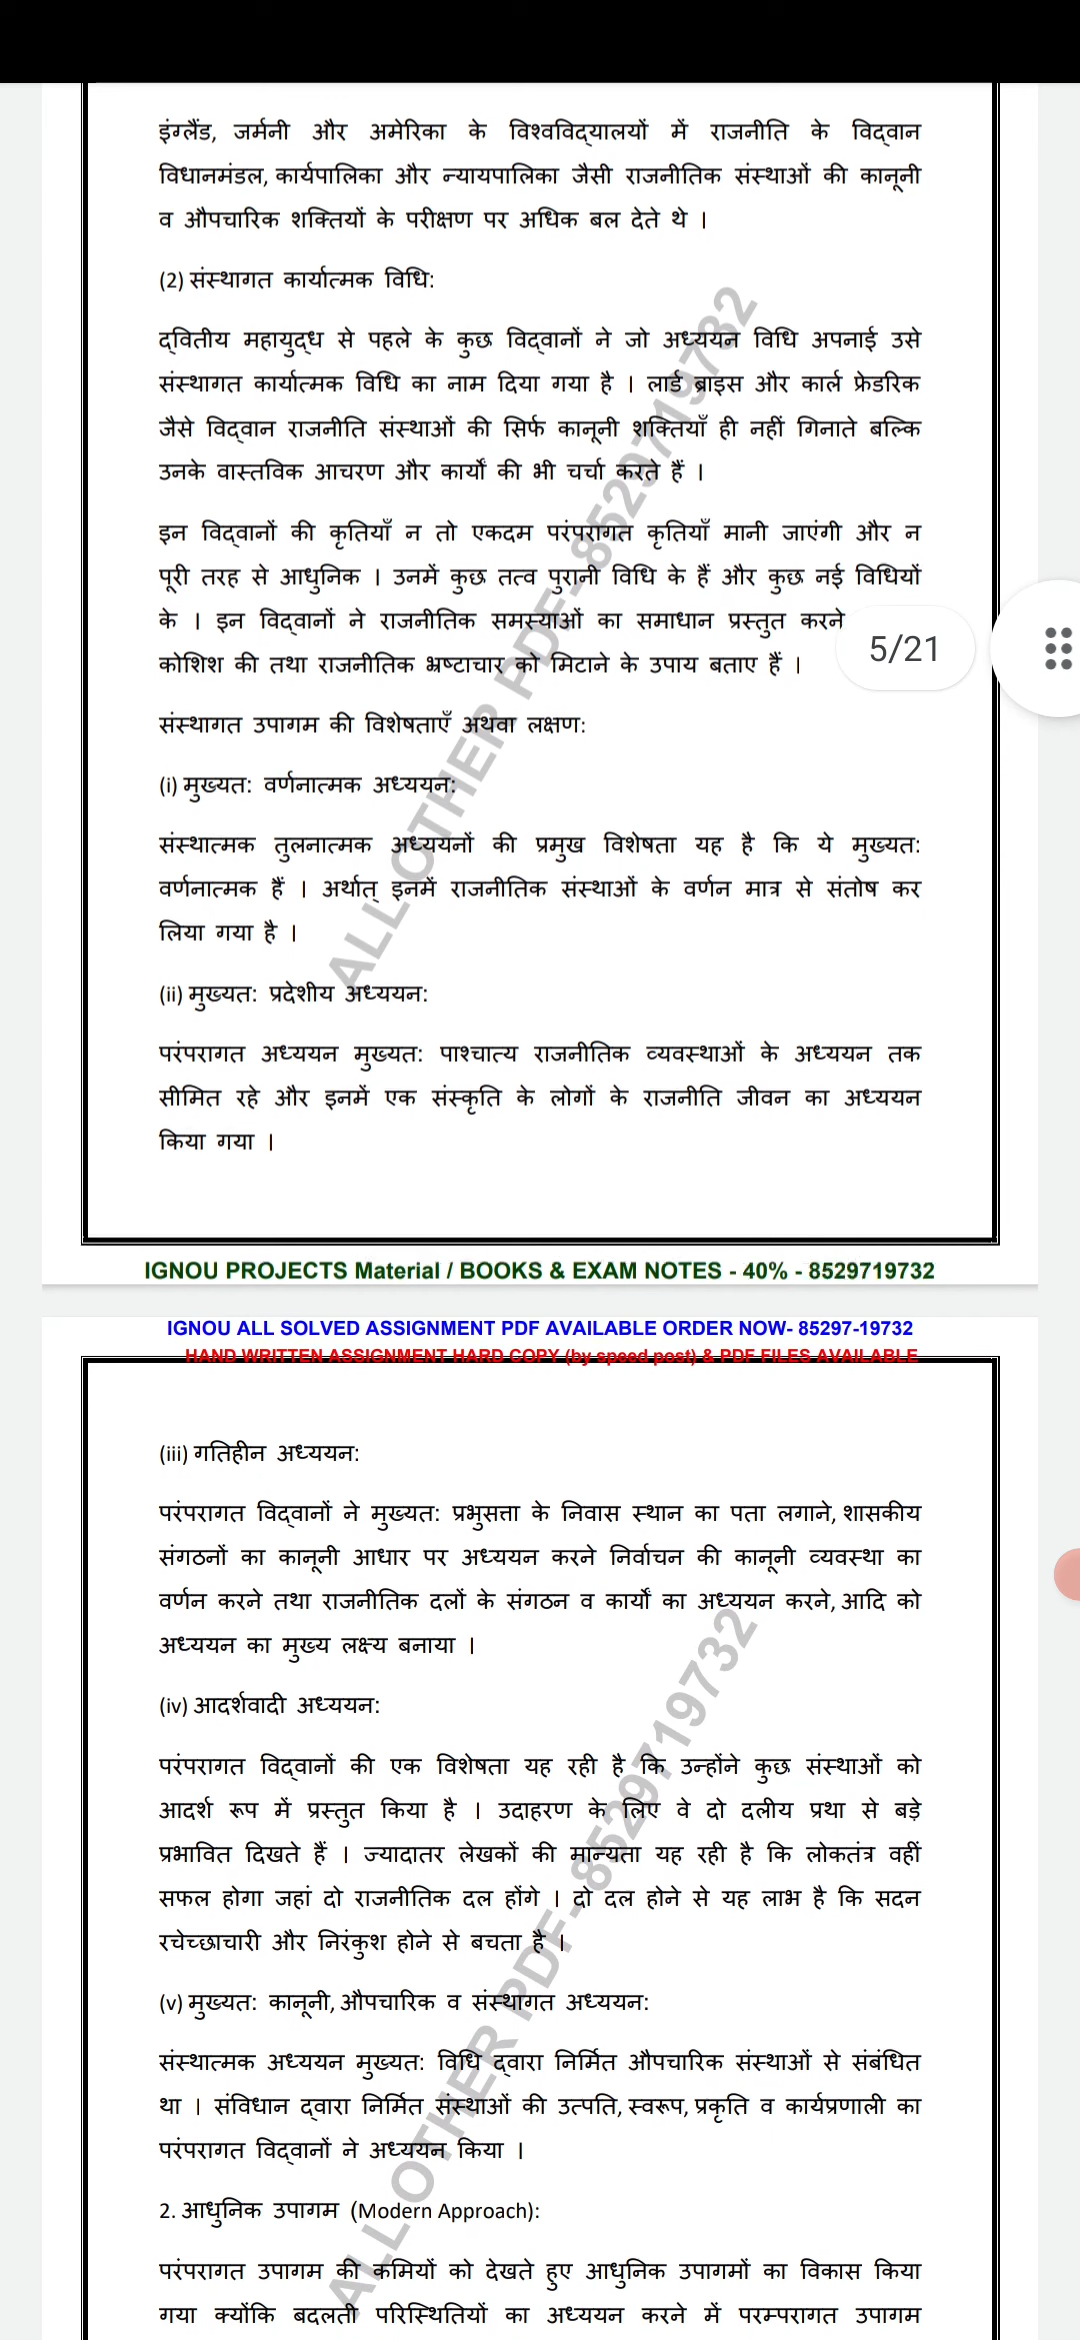 इंग्लैंड, जर्मनी और अमेरिका के विश्वविद्यालयों में राजनीति के विद्वान
विधानमंडल, कार्यपालिका और न्यायपालिका जैसी राजनीतिक संस्थाओं की कानूनी
व औपचारिक शक्तियों के परीक्षण पर अधिक बल देते थे ।
(2) संस्थागत कार्यात्मक विधि:
द्वितीय महायुद्ध से पहले के कुछ विद्वानों ने जो अध्ययन विधि अपनाई उसे
संस्थागत कार्यात्मक विधि का नाम दिया गया है । लार्ड ब्राइस और कार्ल फ्रेडरिक
जैसे विद्वान राजनीति संस्थाओं की सिर्फ कानूनी शक्तियाँ ही नहीं गिनाते बल्कि
उनके वास्तविक आचरण और कार्यों की भी चर्चा करते हैं ।
इन विद्वानों की कृतियाँ न तो एकदम परंपरागत कृतियाँ मानी जाएंगी और न
पूरी तरह से आधुनिक । उनमें कुछ तत्व पुरानी विधि के हैं और कुछ नई विधियों
के । इन विद्वानों ने राजनीतिक समस्याओं का समाधान प्रस्तुत करने
5/21
कोशिश की तथा राजनीतिक भ्रष्टाचार को मिटाने के उपाय बताए हैं ।
संस्थागत उपागम की विशेषताएँ अथवा लक्षण:
(i) मुख्यत: वर्णनात्मक अध्ययन:
संस्थात्मक तुलनात्मक अध्ययनों की प्रमुख विशेषता यह है कि ये मुख्यत:
वर्णनात्मक हैं । अर्थात् इनमें राजनीतिक संस्थाओं के वर्णन मात्र से संतोष कर
लिया गया है ।
(ii) मुख्यत: प्रदेशीय अध्ययन:
परंपरागत अध्ययन मुख्यत: पाश्चात्य राजनीतिक व्यवस्थाओं के अध्ययन तक
सीमित रहे और इनमें एक संस्कृति के लोगों के राजनीति जीवन का अध्ययन
किया गया ।
ALL OTHER PDF- 8529719732
IGNOU PROJECTS Material / BOOKS & EXAM NOTES - 40% - 8529719732
IGNOU ALL SOLVED ASSIGNMENT PDF AVAILABLE ORDER NOW- 85297-19732
HAND WRITTEN ASSIGNMENT HARD COPY (by speed post) & PDF FILES AVAILABLE
(iii) गतिहीन अध्ययन:
परंपरागत विद्वानों ने मुख्यत: प्रभुसत्ता के निवास स्थान का पता लगाने, शासकीय
संगठनों का कानूनी आधार पर अध्ययन करने निर्वाचन की कानूनी व्यवस्था का
वर्णन करने तथा राजनीतिक दलों के संगठन व कार्यों का अध्ययन करने, आदि को
अध्ययन का मुख्य लक्ष्य बनाया ।
(iv) आदर्शवादी अध्ययन:
परंपरागत विद्वानों की एक विशेषता यह रही है कि उन्होंने कुछ संस्थाओं को
आदर्श रूप में प्रस्तुत किया है । उदाहरण के लिए वे दो दलीय प्रथा से बड़े
प्रभावित दिखते हैं । ज्यादातर लेखकों की मान्यता यह रही है कि लोकतंत्र वहीं
सफल होगा जहां दो राजनीतिक दल होंगे । दो दल होने से यह लाभ है कि सदन
रचेच्छाचारी और निरंकुश होने से बचता है ।
(v) मुख्यत: कानूनी, औपचारिक व संस्थागत अध्ययन:
संस्थात्मक अध्ययन मुख्यत: विधि द्वारा निर्मित औपचारिक संस्थाओं से संबंधित
था । संविधान द्वारा निर्मित संस्थाओं की उत्पति, स्वरूप, प्रकृति व कार्यप्रणाली का
परंपरागत विद्वानों ने अध्ययन किया ।
2. आधुनिक उपागम (Modern Approach):
परंपरागत उपागम की कमियों को देखते हुए आधुनिक उपागमों का विकास किया
गया क्योंकि बदलती परिस्थितियों का अध्ययन करने में परम्परागत उपागम
ALL OTHER PDF- 8529719732